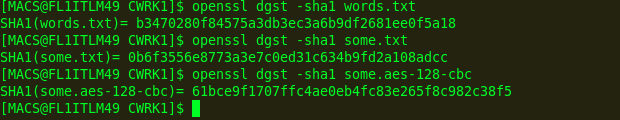 [MACS@FL1ITLM49 CWRK1]$ openssl dgst -sha1 words.txt
SHA1(words.txt)= b3470280f84575a3db3ec3a6b9df2681ee0f5a18
[MACS@FL1ITLM49 CWRK1]$ openssl dgst -sha1 some.txt
SHA1(some.txt)= 0b6f3556e8773a3e7c0ed31c634b9fd2a108adcc
[MACS@FL1ITLM49 CWRK1]$ openssl dgst -sha1 some.aes-128-cbc
SHA1(some.aes-128-cbc)= 61bce9f1707ffc4ae0eb4fc83e265f8c982c38f5
[MACS@FL1ITLM49 CWRK1]$